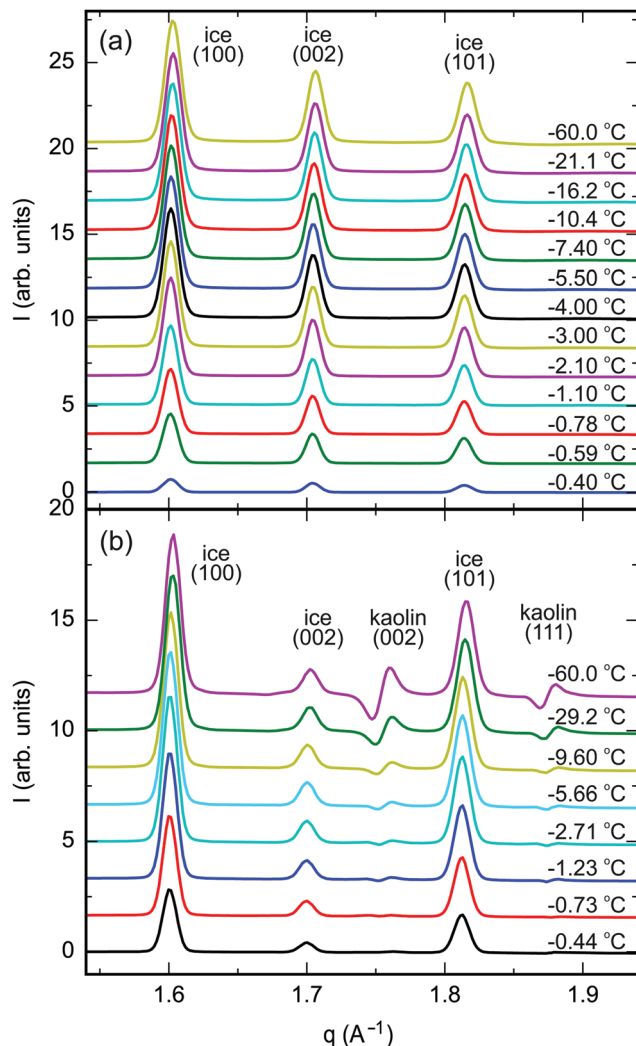 (a)
ice
(100)
ice
(002)
ice
(101)
25
20
15
10
5
0
I (arb. units)
-60.0 °C
-21.1 °C
-16.2 °C
-10.4 °C
-7.40 °C
-5.50 °C
-4.00 °C
-3.00 °C
-2.10 °C
-1.10 °C
-0.78 °C
-0.59 °C
-0.40 °C
(b)
ice
(100)
ice
(002)
kaolin
(002)
ice
(101)
kaolin
(111)
20
15
10
5
0
I (arb. units)
-60.0 °C
-29.2 °C
-9.60 °C
-5.66 °C
-2.71 °C
-1.23 °C
-0.73 °C
-0.44 °C
1.6
1.7
1.8
1.9
q (A⁻¹)